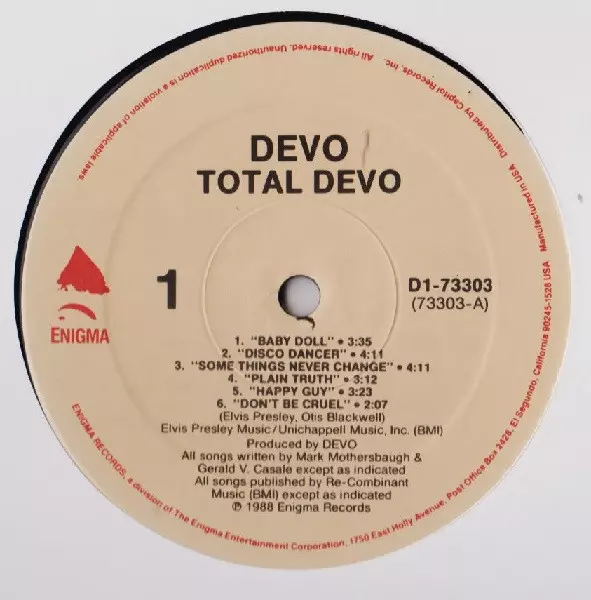 DEVO
TOTAL DEVO
1
D1-73303
(73303-A)
ENIGMA
1. "BABY DOLL" • 3:35
2. "DISCO DANCER" • 4:11
3. "SOME THINGS NEVER CHANGE" • 4:11
4. "PLAIN TRUTH" • 3:12
5. "HAPPY GUY" • 3:23
6. "DON'T BE CRUEL" • 2:07
(Elvis Presley, Otis Blackwell)
Elvis Presley Music/Unichappell Music, Inc. (BMI)
Produced by DEVO
All songs written by Mark Mothersbaugh &
Gerald V. Casale except as indicated
All songs published by Re-Combinant
Music (BMI) except as indicated
℗ 1988 Enigma Records
ENIGMA RECORDS, a division of The Enigma Entertainment Corporation, 1750 East Holly Avenue, Post Office Box 2428, El Segundo, California 90245-1528 USA Manufactured in USA
Distributed by Capitol Records, Inc. All rights reserved. Unauthorized duplication is a violation of applicable laws.